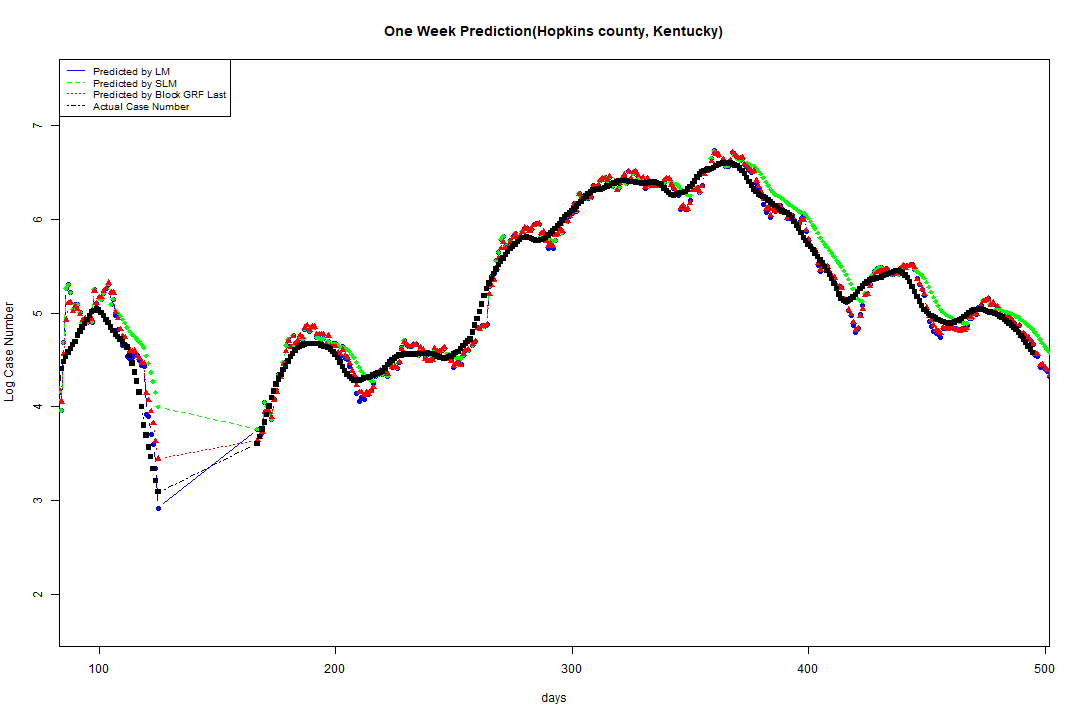 One Week Prediction(Hopkins county, Kentucky)
Predicted by LM
Predicted by SLM
Predicted by Block GRF Last
Actual Case Number
Log Case Number
7
6
5
4
3
2
100 200 300 400 500
days